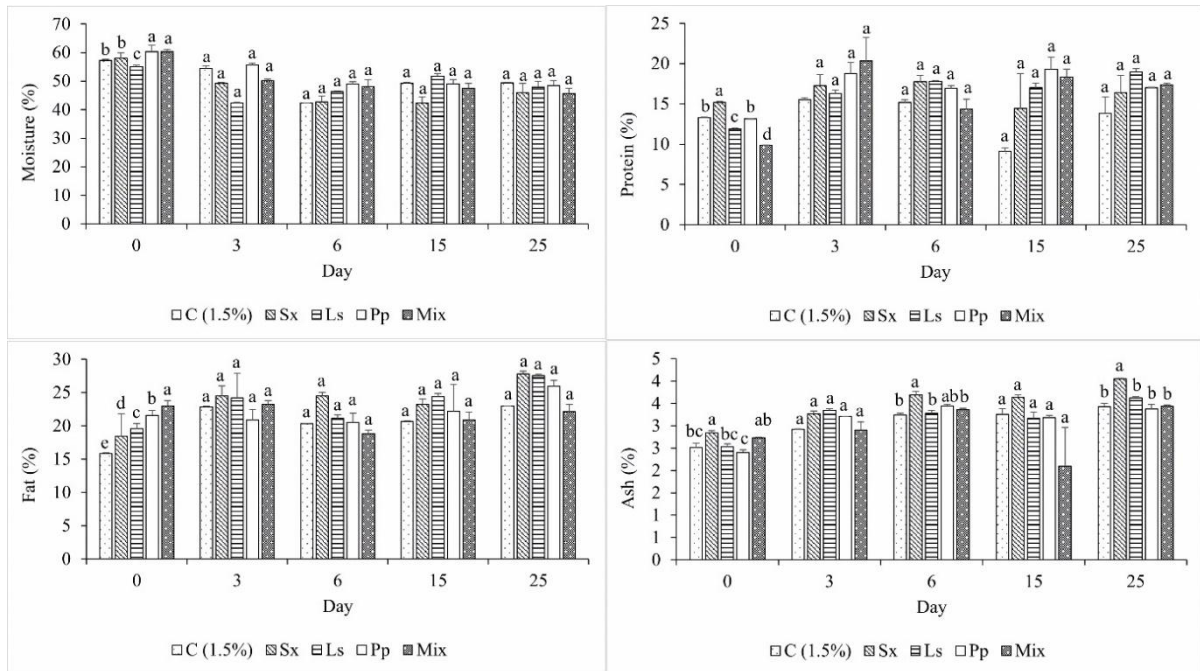 70
60
50
40
30
20
10
0
Moisture (%)
b b c a a
a a a a a
a a a a a
a a a a a
a a a a a
0 3 6 15 25
Day
C (1.5%) Sx Ls Pp Mix
25
20
15
10
5
0
Protein (%)
b a c b d
a a a a a
a a a a a
a a a a a
a a a a a
0 3 6 15 25
Day
C (1.5%) Sx Ls Pp Mix
30
25
20
15
10
5
0
Fat (%)
e d c b a
a a a a a
a a a a a
a a a a a
a a a a a
0 3 6 15 25
Day
C (1.5%) Sx Ls Pp Mix
5
4
4
3
3
2
2
1
1
0
Ash (%)
bc a bc c ab
a a a a a
b a b ab b
a a a a a
b a b b b
0 3 6 15 25
Day
C (1.5%) Sx Ls Pp Mix